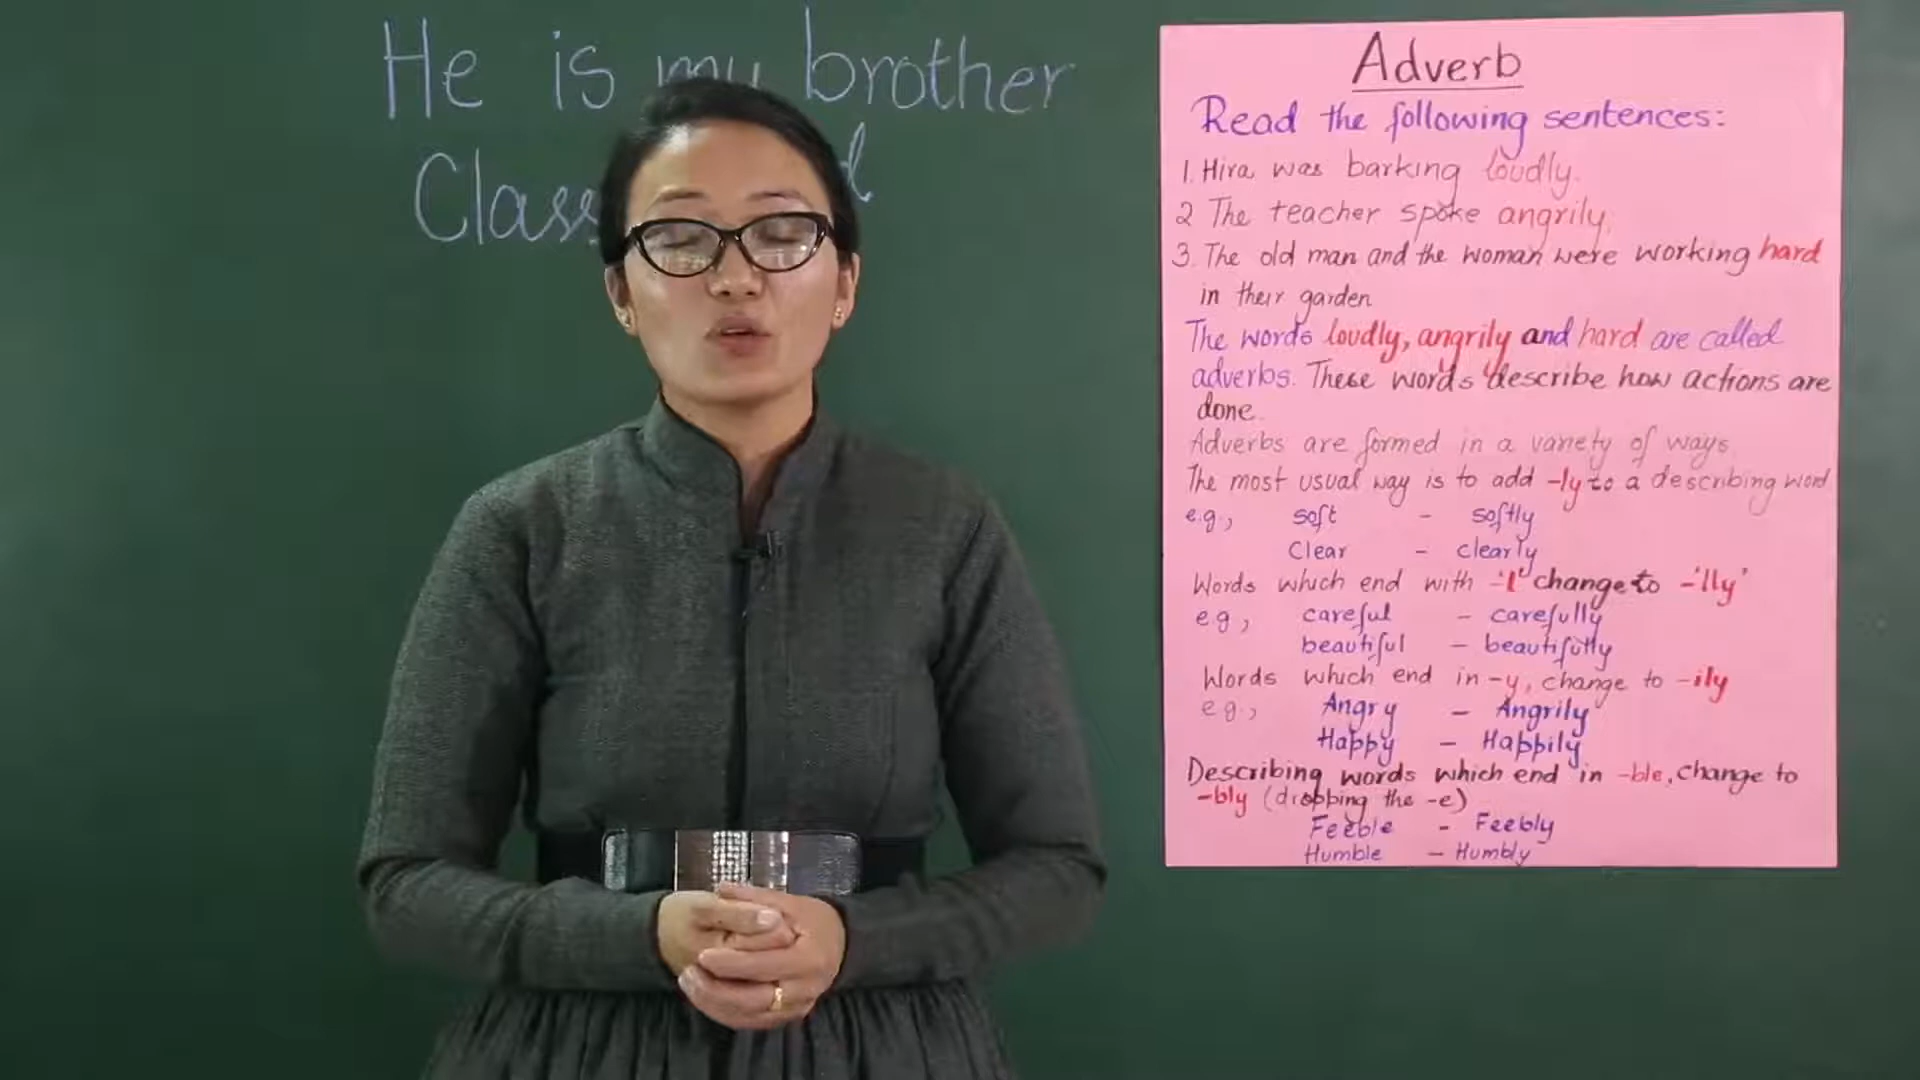 He is my brother
Class
Adverb
Read the following sentences:
1. Hira was barking loudly.
2 The teacher spoke angrily.
3. The old man and the woman were working hard
in their garden
The words loudly, angrily and hard are called
adverbs. These words describe how actions are
done.
Adverbs are formed in a variety of ways
The most usual way is to add -ly to a describing word
e.g., soft - softly
Clear - clearly
Words which end with -'l' change to -'lly'
e.g, careful - carefully
beautiful - beautifully
Words which end in -y, change to -ily
e.g., Angry - Angrily
Happy - Happily
Describing words which end in -ble, change to
-bly (dropping the -e)
Feeble - Feebly
Humble - Humbly